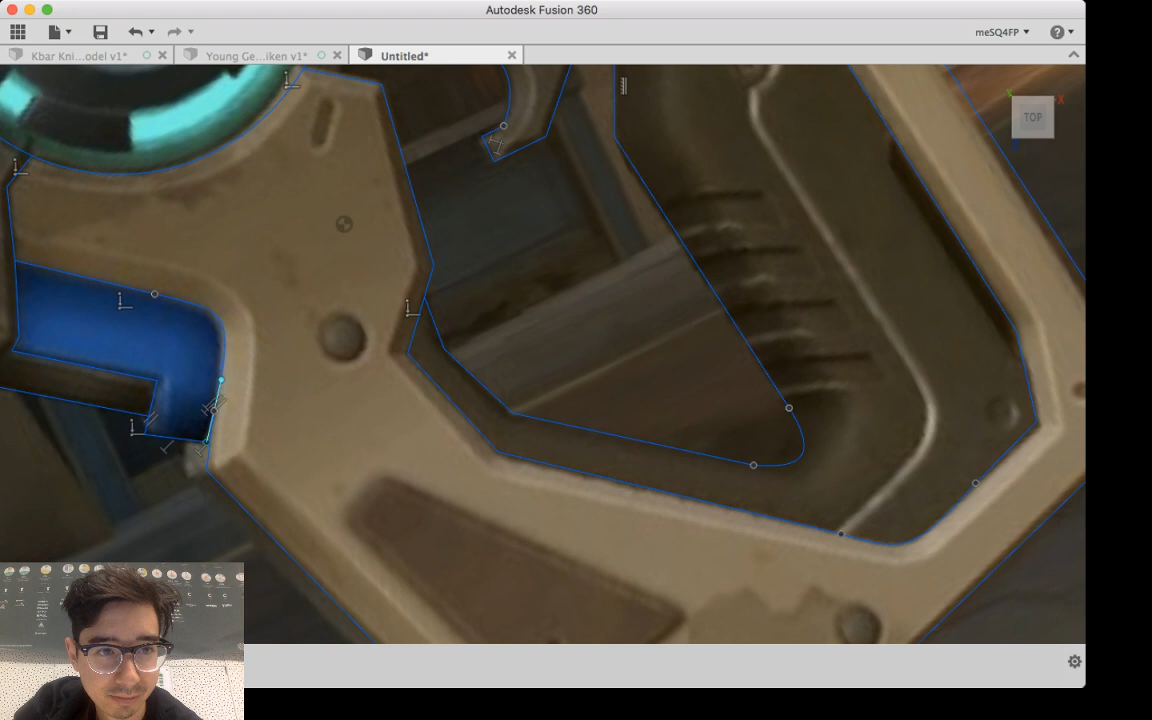 Autodesk Fusion 360
meSQ4FP
Kbar Kni...odel v1*
Young Ge...iken v1*
Untitled*
TOP
X